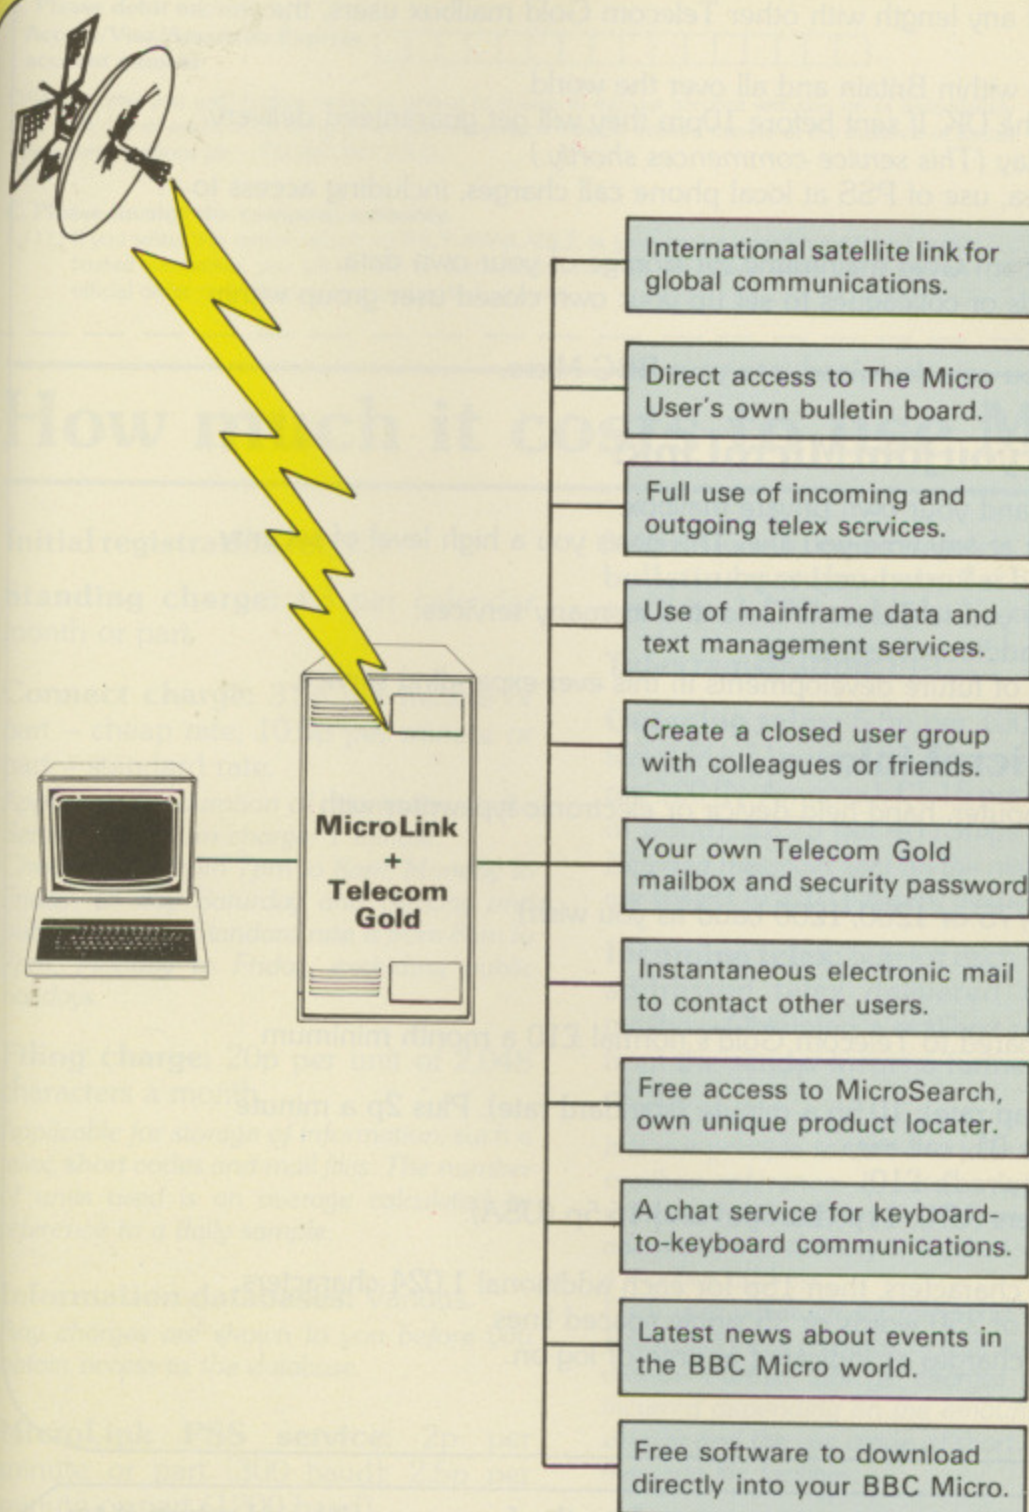 International satellite link for
global communications.
Direct access to The Micro
User's own bulletin board.
Full use of incoming and
outgoing telex services.
Use of mainframe data and
text management services.
Create a closed user group
with colleagues or friends.
MicroLink
+
Telecom
Gold
Your own Telecom Gold
mailbox and security password
Instantaneous electronic mail
to contact other users.
Free access to MicroSearch,
own unique product locater.
A chat service for keyboard-
to-keyboard communications.
Latest news about events in
the BBC Micro world.
Free software to download
directly into your BBC Micro.